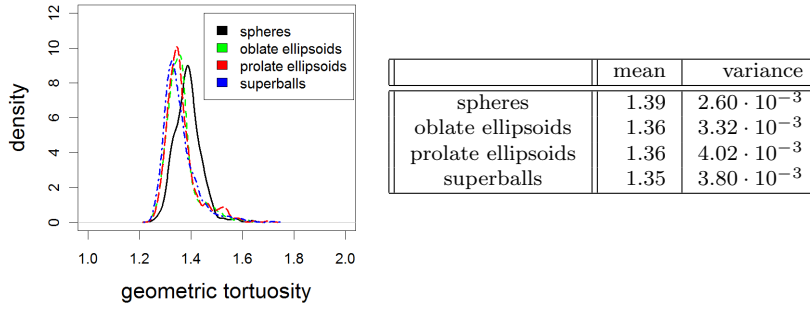 12
10
8
6
4
2
0
density
spheres
oblate ellipsoids
prolate ellipsoids
superballs
1.0 1.2 1.4 1.6 1.8 2.0
geometric tortuosity
mean variance
spheres 1.39 2.60 · 10⁻³
oblate ellipsoids 1.36 3.32 · 10⁻³
prolate ellipsoids 1.36 4.02 · 10⁻³
superballs 1.35 3.80 · 10⁻³